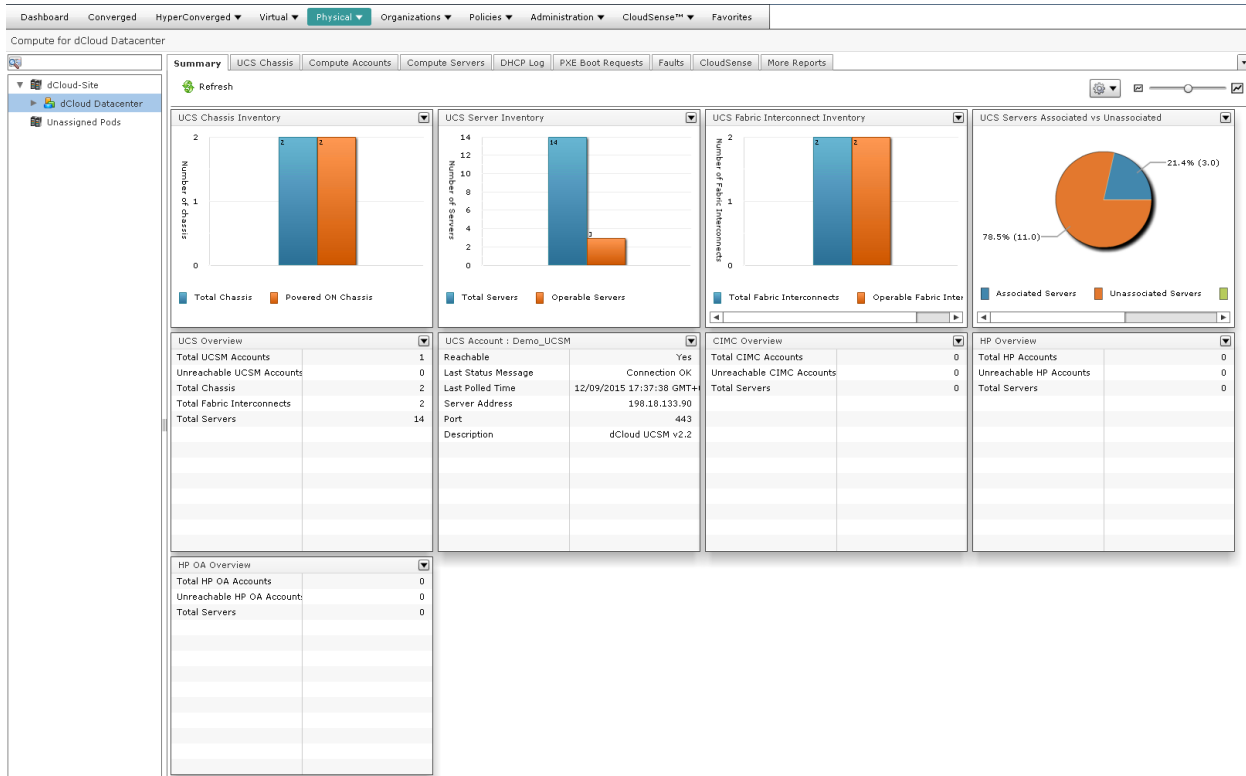 Dashboard Converged HyperConverged ▼ Virtual ▼ Physical ▼ Organizations ▼ Policies ▼ Administration ▼ CloudSense™ ▼ Favorites
Compute for dCloud Datacenter
dCloud-Site
dCloud Datacenter
Unassigned Pods
Summary UCS Chassis Compute Accounts Compute Servers DHCP Log PXE Boot Requests Faults CloudSense More Reports
Refresh
UCS Chassis Inventory
Number of chassis
2
1
0
2 2
Total Chassis Powered ON Chassis
UCS Server Inventory
Number of Servers
14
12
10
8
6
4
2
0
14 3
Total Servers Operable Servers
UCS Fabric Interconnect Inventory
Number of Fabric Interconnects
2
1
0
2 2
Total Fabric Interconnects Operable Fabric Inter
UCS Servers Associated vs Unassociated
21.4% (3.0)
78.5% (11.0)
Associated Servers Unassociated Servers
UCS Overview
Total UCSM Accounts 1
Unreachable UCSM Accounts 0
Total Chassis 2
Total Fabric Interconnects 2
Total Servers 14
UCS Account : Demo_UCSM
Reachable Yes
Last Status Message Connection OK
Last Polled Time 12/09/2015 17:37:38 GMT+
Server Address 198.18.133.90
Port 443
Description dCloud UCSM v2.2
CIMC Overview
Total CIMC Accounts 0
Unreachable CIMC Accounts 0
Total Servers 0
HP Overview
Total HP Accounts 0
Unreachable HP Accounts 0
Total Servers 0
HP OA Overview
Total HP OA Accounts 0
Unreachable HP OA Accounts 0
Total Servers 0